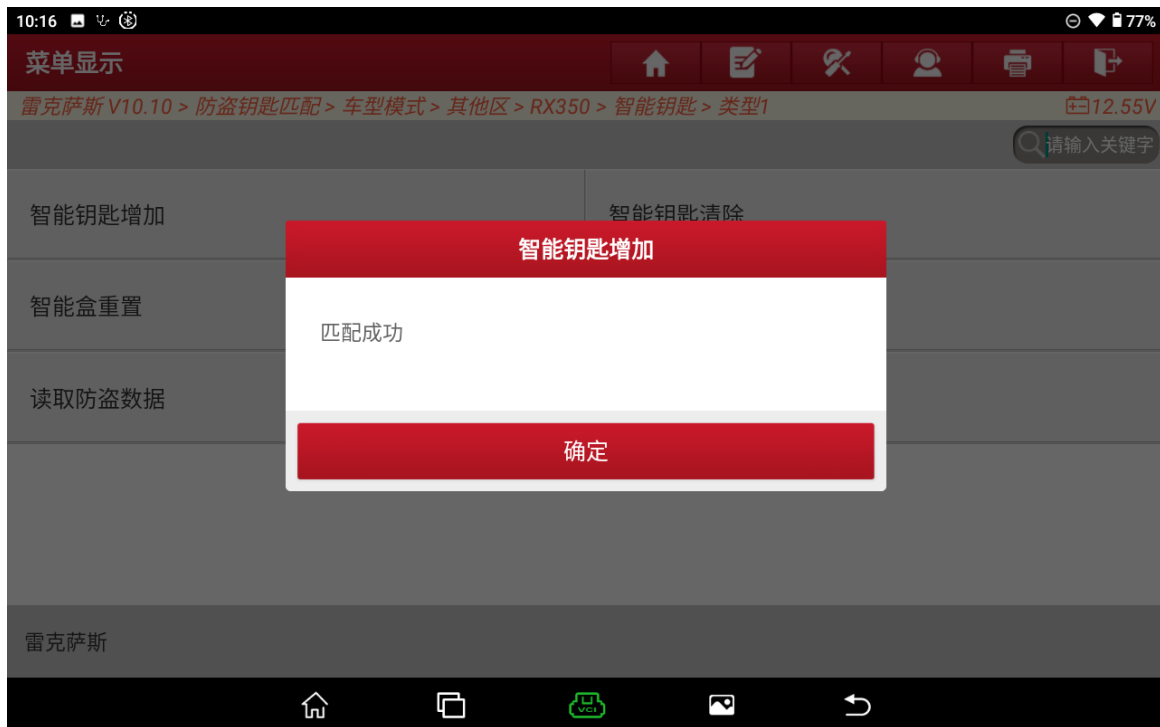 10:16
77%
菜单显示
雷克萨斯 V10.10 > 防盗钥匙匹配 > 车型模式 > 其他区 > RX350 > 智能钥匙 > 类型1
12.55V
请输入关键字
智能钥匙增加
智能钥匙清除
智能钥匙增加
智能盒重置
匹配成功
读取防盗数据
确定
雷克萨斯
VCI